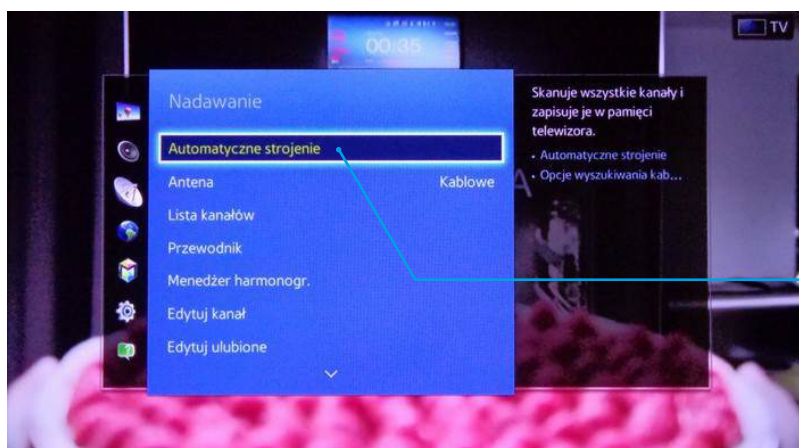 00:35
TV
Nadawanie
Automatyczne strojenie
Antena
Kablowe
Lista kanałów
Przewodnik
Menedżer harmonogr.
Edytuj kanał
Edytuj ulubione
Skanuje wszystkie kanały i
zapisuje je w pamięci
telewizora.
• Automatyczne strojenie
• Opcje wyszukiwania kab...